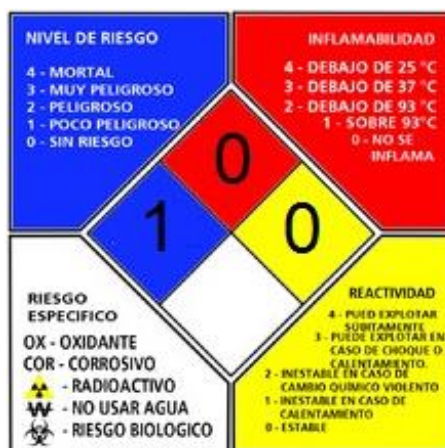 NIVEL DE RIESGO
4 - MORTAL
3 - MUY PELIGROSO
2 - PELIGROSO
1 - POCO PELIGROSO
0 - SIN RIESGO
INFLAMABILIDAD
4 - DEBAJO DE 25 °C
3 - DEBAJO DE 37 °C
2 - DEBAJO DE 93 °C
1 - SOBRE 93°C
0 - NO SE
INFLAMA
0
1
0
RIESGO
ESPECIFICO
OX - OXIDANTE
COR - CORROSIVO
- RADIOACTIVO
W - NO USAR AGUA
- RIESGO BIOLOGICO
REACTIVIDAD
4 - PUED EXPLOTAR
SÚBITAMENTE
3 - PUEDE EXPLOTAR EN
CASO DE CHOQUE O
CALENTAMIENTO.
2 - INESTABLE EN CASO DE
CAMBIO QUÍMICO VIOLENTO
1 - INESTABLE EN CASO DE
CALENTAMIENTO
0 - ESTABLE